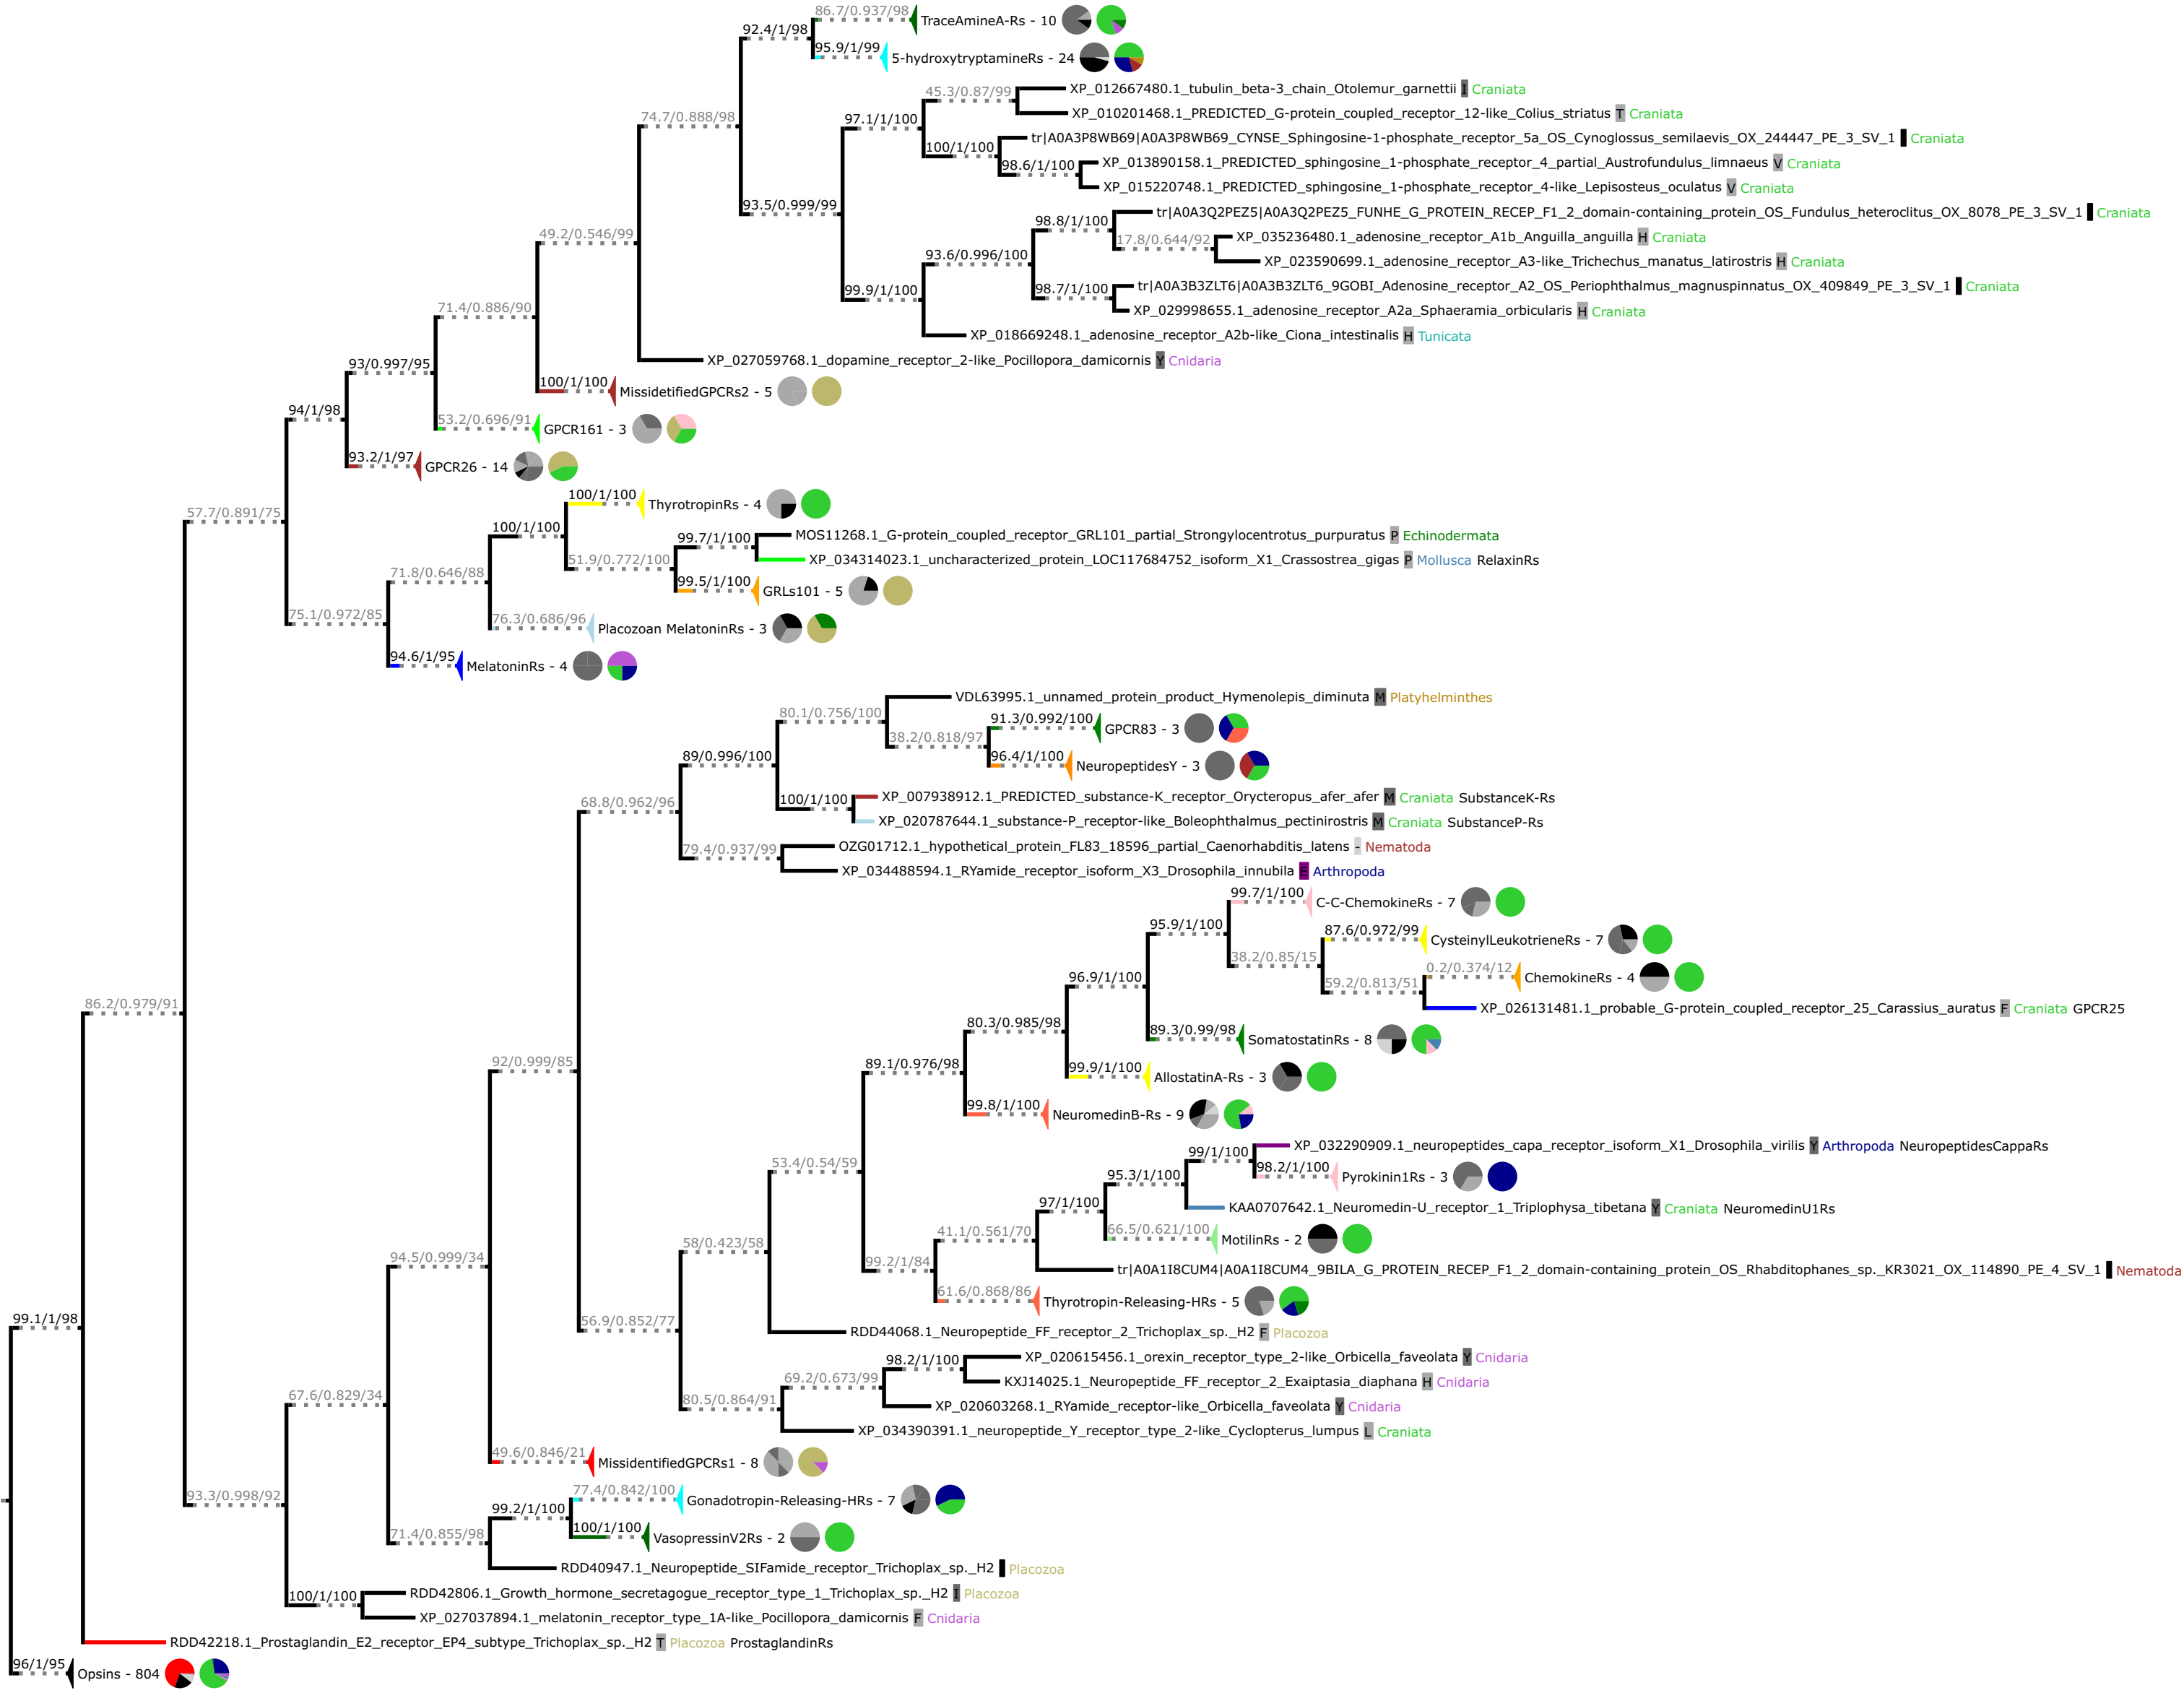 86.7/0.937/98
TraceAmineA-Rs - 10
92.4/1/98
95.9/1/99
5-hydroxytryptamineRs - 24
XP_012667480.1_tubulin_beta-3_chain_Otolemur_garnettii I Craniata
45.3/0.87/99
XP_010201468.1_PREDICTED_G-protein_coupled_receptor_12-like_Colius_striatus T Craniata
74.7/0.888/98
97.1/1/100
tr|A0A3P8WB69|A0A3P8WB69_CYNSE_Sphingosine-1-phosphate_receptor_5a_OS_Cynoglossus_semilaevis_OX_244447_PE_3_SV_1 Craniata
100/1/100
XP_013890158.1_PREDICTED_sphingosine_1-phosphate_receptor_4_partial_Austrofundulus_limnaeus V Craniata
98.6/1/100
XP_015220748.1_PREDICTED_sphingosine_1-phosphate_receptor_4-like_Lepisosteus_oculatus V Craniata
93.5/0.999/99
tr|A0A3Q2PEZ5|A0A3Q2PEZ5_FUNHE_G_PROTEIN_RECEP_F1_2_domain-containing_protein_OS_Fundulus_heteroclitus_OX_8078_PE_3_SV_1 Craniata
98.8/1/100
49.2/0.546/99
XP_035236480.1_adenosine_receptor_A1b_Anguilla_anguilla H Craniata
17.8/0.644/92
93.6/0.996/100
XP_023590699.1_adenosine_receptor_A3-like_Trichechus_manatus_latirostris H Craniata
tr|A0A3B3ZLT6|A0A3B3ZLT6_9GOBI_Adenosine_receptor_A2_OS_Periophthalmus_magnuspinnatus_OX_409849_PE_3_SV_1 Craniata
99.9/1/100
98.7/1/100
71.4/0.886/90
XP_029998655.1_adenosine_receptor_A2a_Sphaeramia_orbicularis H Craniata
XP_018669248.1_adenosine_receptor_A2b-like_Ciona_intestinalis H Tunicata
93/0.997/95
XP_027059768.1_dopamine_receptor_2-like_Pocillopora_damicornis Y Cnidaria
100/1/100
MissidetifiedGPCRs2 - 5
94/1/98
53.2/0.696/91
GPCR161 - 3
93.2/1/97
GPCR26 - 14
57.7/0.891/75
100/1/100
ThyrotropinRs - 4
100/1/100
MOS11268.1_G-protein_coupled_receptor_GRL101_partial_Strongylocentrotus_purpuratus P Echinodermata
99.7/1/100
51.9/0.772/100
XP_034314023.1_uncharacterized_protein_LOC117684752_isoform_X1_Crassostrea_gigas P Mollusca RelaxinRs
71.8/0.646/88
99.5/1/100
GRLs101 - 5
75.1/0.972/85
76.3/0.686/96
Placozoan MelatoninRs - 3
94.6/1/95
MelatoninRs - 4
VDL63995.1_unnamed_protein_product_Hymenolepis_diminuta M Platyhelminthes
80.1/0.756/100
91.3/0.992/100
GPCR83 - 3
38.2/0.818/97
89/0.996/100
96.4/1/100
NeuropeptidesY - 3
XP_007938912.1_PREDICTED_substance-K_receptor_Orycteropus_afer_afer M Craniata SubstanceK-Rs
100/1/100
68.8/0.962/96
XP_020787644.1_substance-P_receptor-like_Boleophthalmus_pectinirostris M Craniata SubstanceP-Rs
OZG01712.1_hypothetical_protein_FL83_18596_partial_Caenorhabditis_latens - Nematoda
79.4/0.937/99
XP_034488594.1_RYamide_receptor_isoform_X3_Drosophila_innubila E Arthropoda
99.7/1/100
C-C-ChemokineRs - 7
95.9/1/100
87.6/0.972/99
CysteinylLeukotrieneRs - 7
38.2/0.85/15
0.2/0.374/12
ChemokineRs - 4
96.9/1/100
59.2/0.813/51
86.2/0.979/91
XP_026131481.1_probable_G-protein_coupled_receptor_25_Carassius_auratus F Craniata GPCR25
80.3/0.985/98
89.3/0.99/98
SomatostatinRs - 8
92/0.999/85
89.1/0.976/98
99.9/1/100
AllostatinA-Rs - 3
99.8/1/100
NeuromedinB-Rs - 9
XP_032290909.1_neuropeptides_capa_receptor_isoform_X1_Drosophila_virilis Y Arthropoda NeuropeptidesCappaRs
99/1/100
53.4/0.54/59
98.2/1/100
Pyrokinin1Rs - 3
95.3/1/100
97/1/100
KAA0707642.1_Neuromedin-U_receptor_1_Triplophysa_tibetana Y Craniata NeuromedinU1Rs
41.1/0.561/70
66.5/0.621/100
MotilinRs - 2
58/0.423/58
94.5/0.999/34
99.2/1/84
tr|A0A1I8CUM4|A0A1I8CUM4_9BILA_G_PROTEIN_RECEP_F1_2_domain-containing_protein_OS_Rhabditophanes_sp._KR3021_OX_114890_PE_4_SV_1 Nematoda
61.6/0.868/86
Thyrotropin-Releasing-HRs - 5
99.1/1/98
56.9/0.852/77
RDD44068.1_Neuropeptide_FF_receptor_2_Trichoplax_sp._H2 F Placozoa
XP_020615456.1_orexin_receptor_type_2-like_Orbicella_faveolata Y Cnidaria
98.2/1/100
69.2/0.673/99
KXJ14025.1_Neuropeptide_FF_receptor_2_Exaiptasia_diaphana H Cnidaria
67.6/0.829/34
80.5/0.864/91
XP_020603268.1_RYamide_receptor-like_Orbicella_faveolata Y Cnidaria
XP_034390391.1_neuropeptide_Y_receptor_type_2-like_Cyclopterus_lumpus L Craniata
49.6/0.846/21
MissidentifiedGPCRs1 - 8
93.3/0.998/92
77.4/0.842/100
Gonadotropin-Releasing-HRs - 7
99.2/1/100
71.4/0.855/98
100/1/100
VasopressinV2Rs - 2
RDD40947.1_Neuropeptide_SIFamide_receptor_Trichoplax_sp._H2 Placozoa
RDD42806.1_Growth_hormone_secretagogue_receptor_type_1_Trichoplax_sp._H2 I Placozoa
100/1/100
XP_027037894.1_melatonin_receptor_type_1A-like_Pocillopora_damicornis F Cnidaria
RDD42218.1_Prostaglandin_E2_receptor_EP4_subtype_Trichoplax_sp._H2 T Placozoa ProstaglandinRs
96/1/95
Opsins - 804